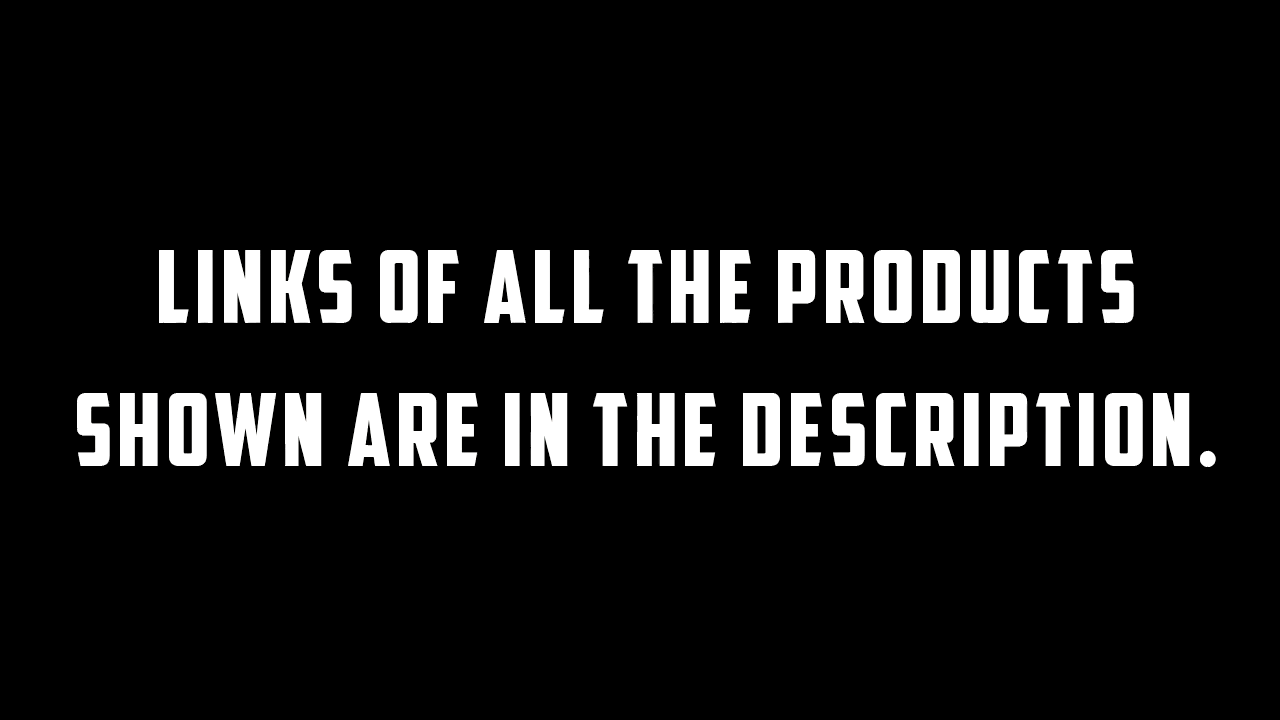 LINKS OF ALL THE PRODUCTS
SHOWN ARE IN THE DESCRIPTION.